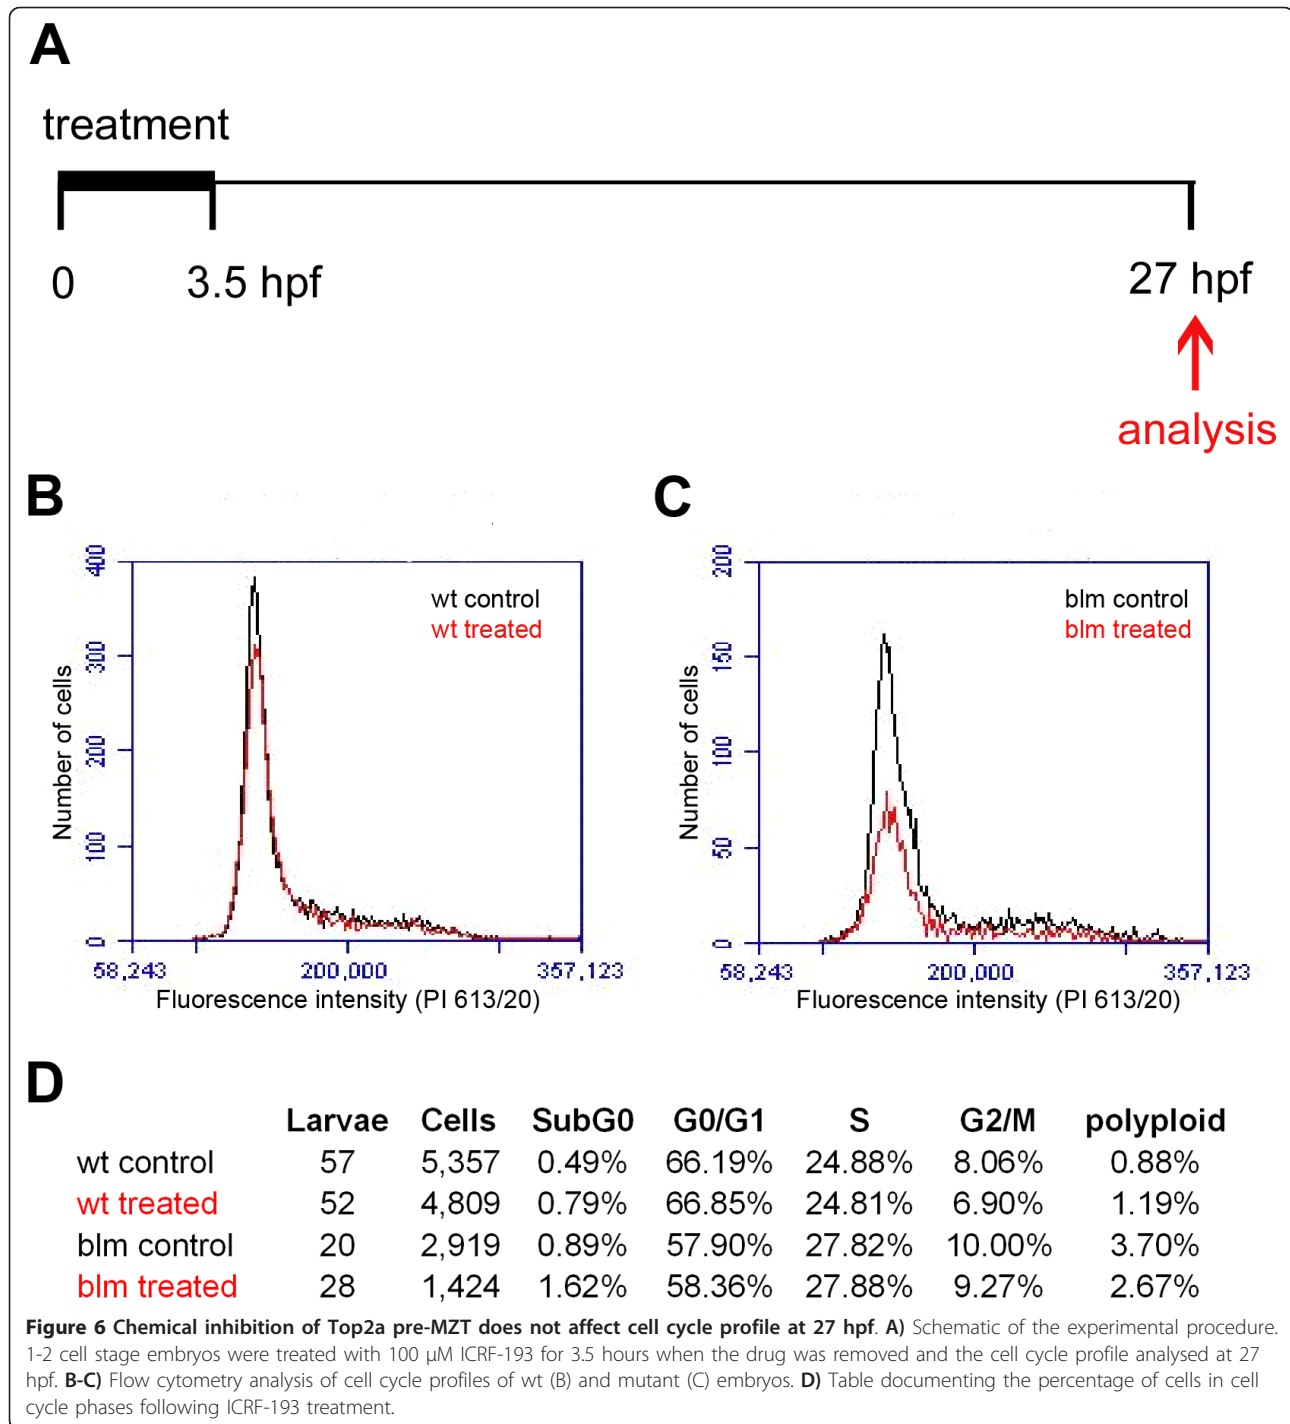 A
treatment
0
3.5 hpf
27 hpf
analysis
B
400
300
200
100
0
Number of cells
wt control
wt treated
58,243
200,000
357,123
Fluorescence intensity (PI 613/20)
C
200
150
100
50
0
Number of cells
blm control
blm treated
58,243
200,000
357,123
Fluorescence intensity (PI 613/20)
D
Larvae Cells SubG0 G0/G1 S G2/M polyploid
wt control 57 5,357 0.49% 66.19% 24.88% 8.06% 0.88%
wt treated 52 4,809 0.79% 66.85% 24.81% 6.90% 1.19%
blm control 20 2,919 0.89% 57.90% 27.82% 10.00% 3.70%
blm treated 28 1,424 1.62% 58.36% 27.88% 9.27% 2.67%
Figure 6 Chemical inhibition of Top2a pre-MZT does not affect cell cycle profile at 27 hpf. A) Schematic of the experimental procedure.
1-2 cell stage embryos were treated with 100 μM ICRF-193 for 3.5 hours when the drug was removed and the cell cycle profile analysed at 27
hpf. B-C) Flow cytometry analysis of cell cycle profiles of wt (B) and mutant (C) embryos. D) Table documenting the percentage of cells in cell
cycle phases following ICRF-193 treatment.